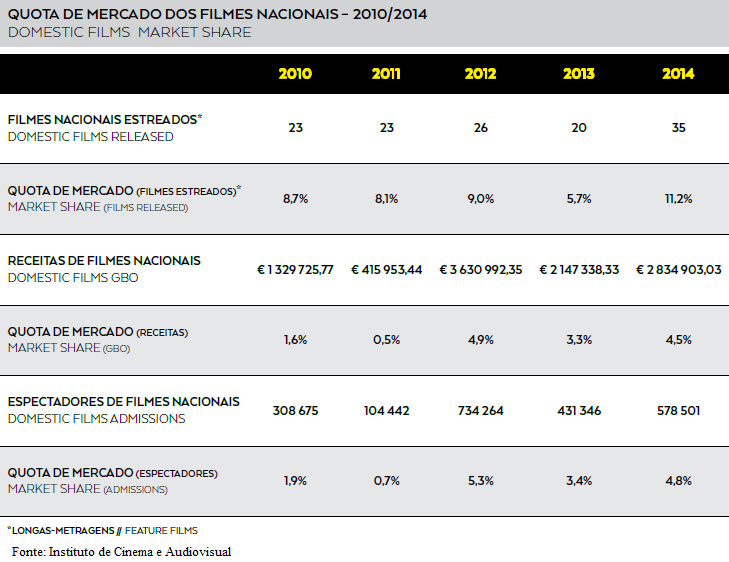 QUOTA DE MERCADO DOS FILMES NACIONAIS – 2010/2014
DOMESTIC FILMS MARKET SHARE
2010 2011 2012 2013 2014
FILMES NACIONAIS ESTREADOS*
DOMESTIC FILMS RELEASED
23 23 26 20 35
QUOTA DE MERCADO (FILMES ESTREADOS)*
MARKET SHARE (FILMS RELEASED)
8,7% 8,1% 9,0% 5,7% 11,2%
RECEITAS DE FILMES NACIONAIS
DOMESTIC FILMS GBO
€ 1 329 725,77 € 415 953,44 € 3 630 992,35 € 2 147 338,33 € 2 834 903,03
QUOTA DE MERCADO (RECEITAS)
MARKET SHARE (GBO)
1,6% 0,5% 4,9% 3,3% 4,5%
ESPECTADORES DE FILMES NACIONAIS
DOMESTIC FILMS ADMISSIONS
308 675 104 442 734 264 431 346 578 501
QUOTA DE MERCADO (ESPECTADORES)
MARKET SHARE (ADMISSIONS)
1,9% 0,7% 5,3% 3,4% 4,8%
*LONGAS-METRAGENS // FEATURE FILMS
Fonte: Instituto de Cinema e Audiovisual